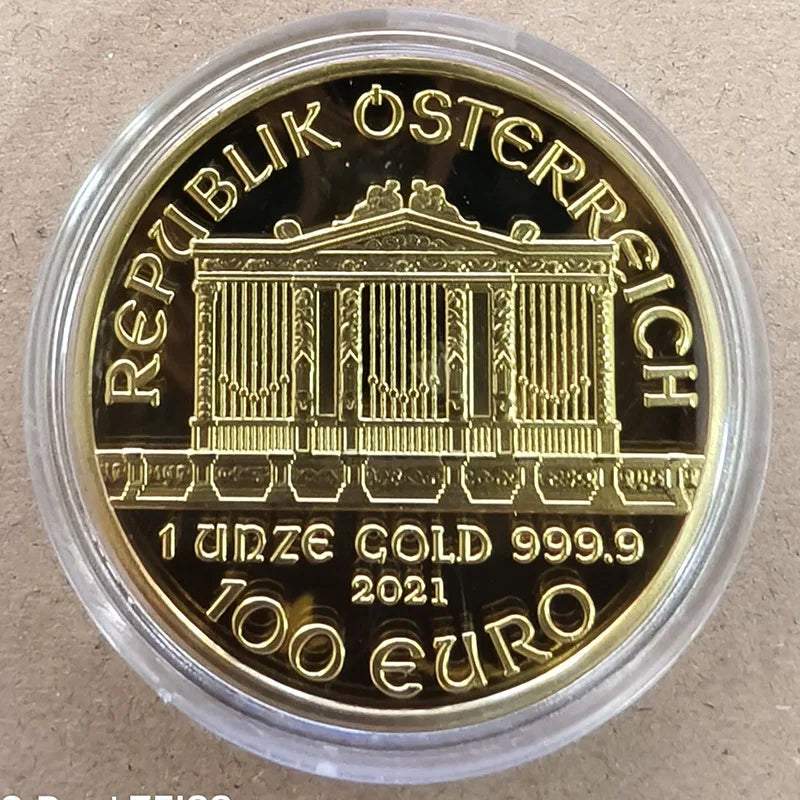 REPUBLIK ÖSTERREICH
1 UNZE GOLD 999.9
2021
100 EURO